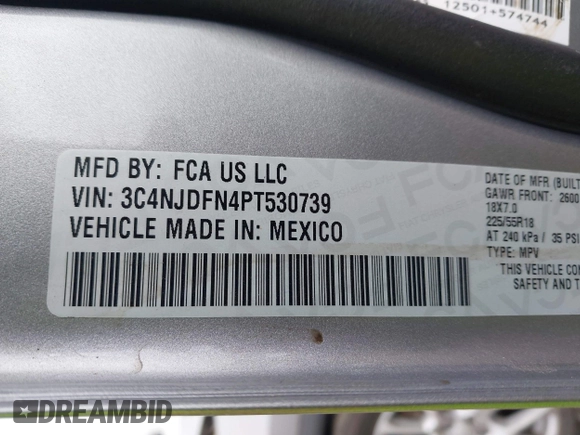 12501+574744
MFD BY: FCA US LLC
VIN: 3C4NJDFN4PT530739
VEHICLE MADE IN: MEXICO
DATE OF MFR (BUILT
GAWR FRONT: 2600
18X7.0
225/55R18
AT 240 kPa / 35 PSI
TYPE: MPV
THIS VEHICLE CON
SAFETY AND T
DREAMBID